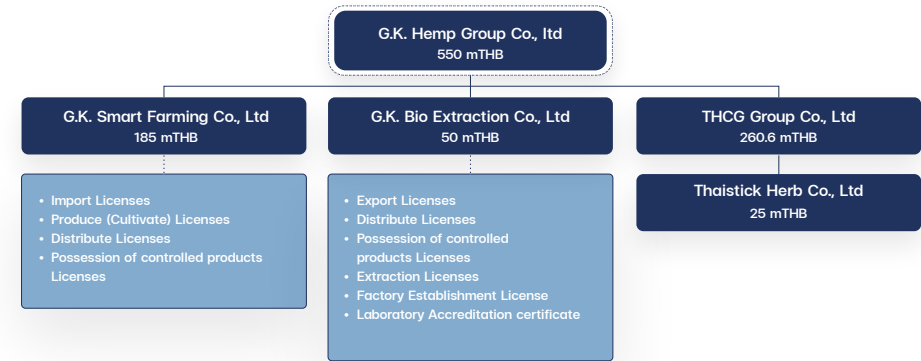 G.K. Hemp Group Co., ltd
550 mTHB
G.K. Smart Farming Co., Ltd
185 mTHB
G.K. Bio Extraction Co., Ltd
50 mTHB
THCG Group Co., Ltd
260.6 mTHB
• Import Licenses
• Produce (Cultivate) Licenses
• Distribute Licenses
• Possession of controlled products
Licenses
• Export Licenses
• Distribute Licenses
• Possession of controlled
products Licenses
• Extraction Licenses
• Factory Establishment License
• Laboratory Accreditation certificate
Thaistick Herb Co., Ltd
25 mTHB